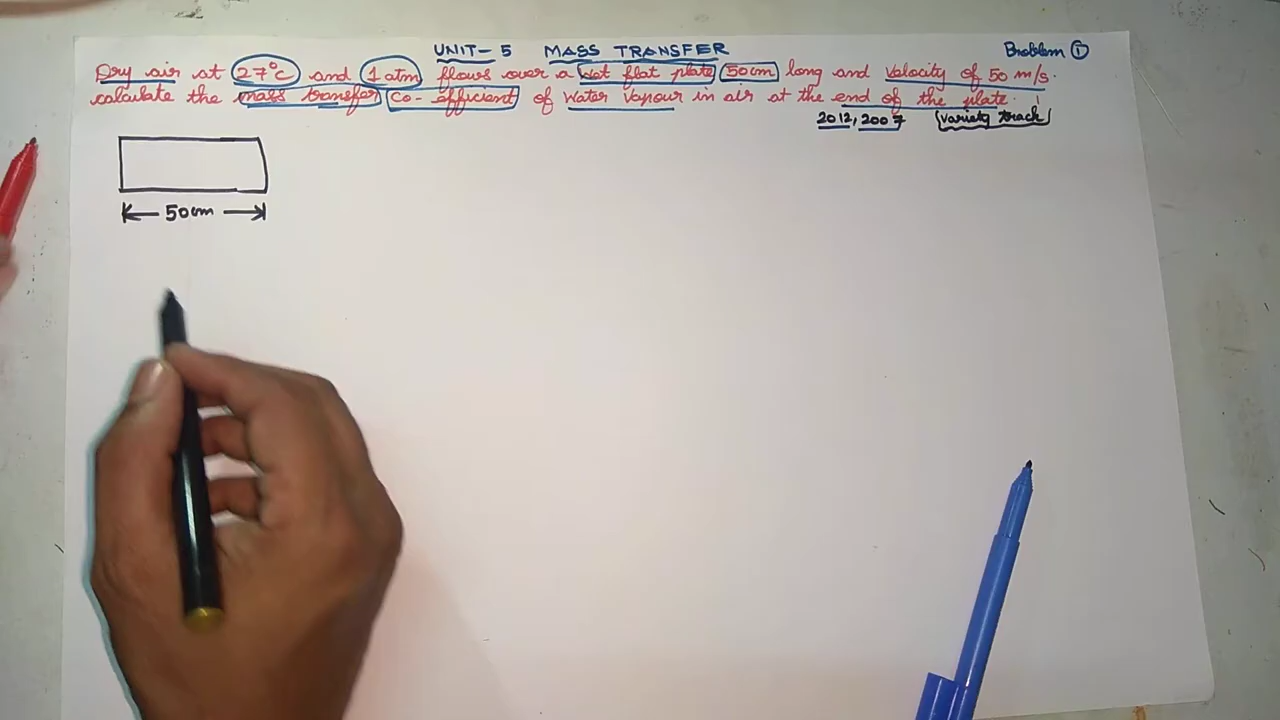 UNIT- 5 MASS TRANSFER
Problem ①
Dry air at 27°c and 1 atm flows over a wet flat plate 50cm long and valocity of 50 m/s.
calculate the mass transfer co-efficient of water vapour in air at the end of the plate.
2012, 2007 variety track
50cm